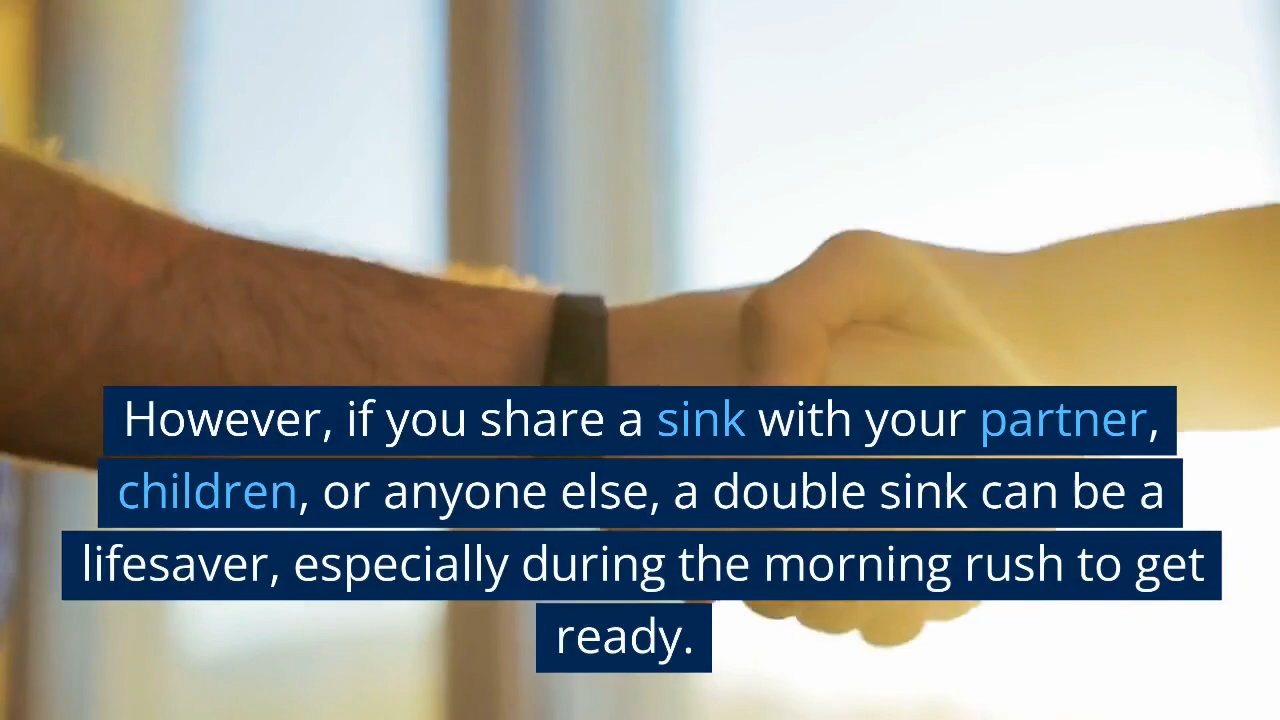 However, if you share a sink with your partner,
children, or anyone else, a double sink can be a
lifesaver, especially during the morning rush to get
ready.